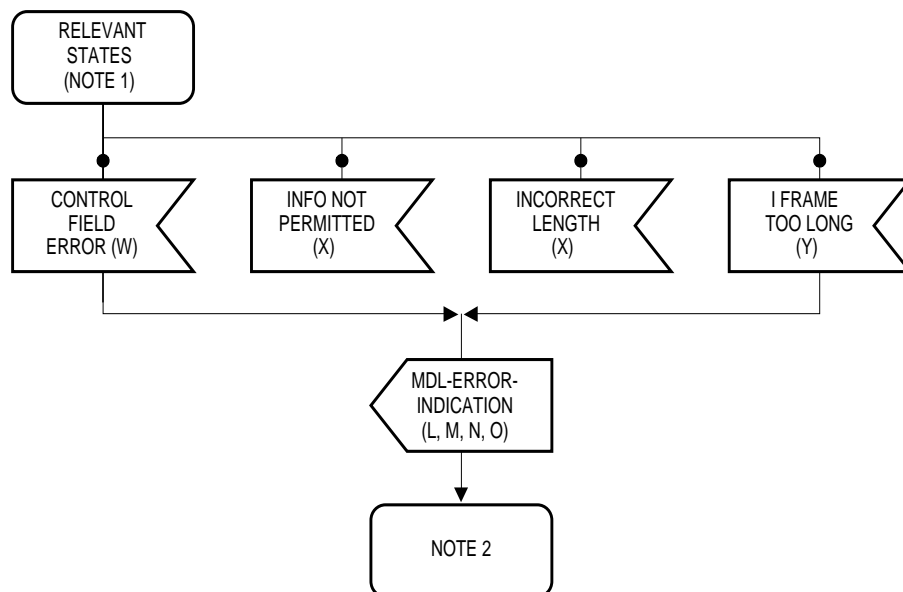 RELEVANT
STATES
(NOTE 1)
CONTROL
FIELD
ERROR (W)
INFO NOT
PERMITTED
(X)
INCORRECT
LENGTH
(X)
I FRAME
TOO LONG
(Y)
MDL-ERROR-
INDICATION
(L, M, N, O)
NOTE 2